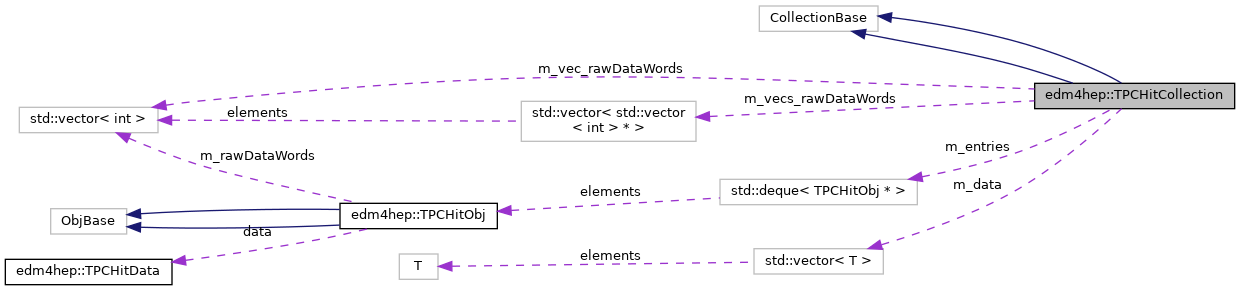 CollectionBase
m_vec_rawDataWords
edm4hep::TPCHitCollection
m_vecs_rawDataWords
elements
std::vector< std::vector
< int > * >
std::vector< int >
m_entries
m_rawDataWords
m_data
elements
std::deque< TPCHitObj * >
edm4hep::TPCHitObj
ObjBase
data
elements
std::vector< T >
T
edm4hep::TPCHitData